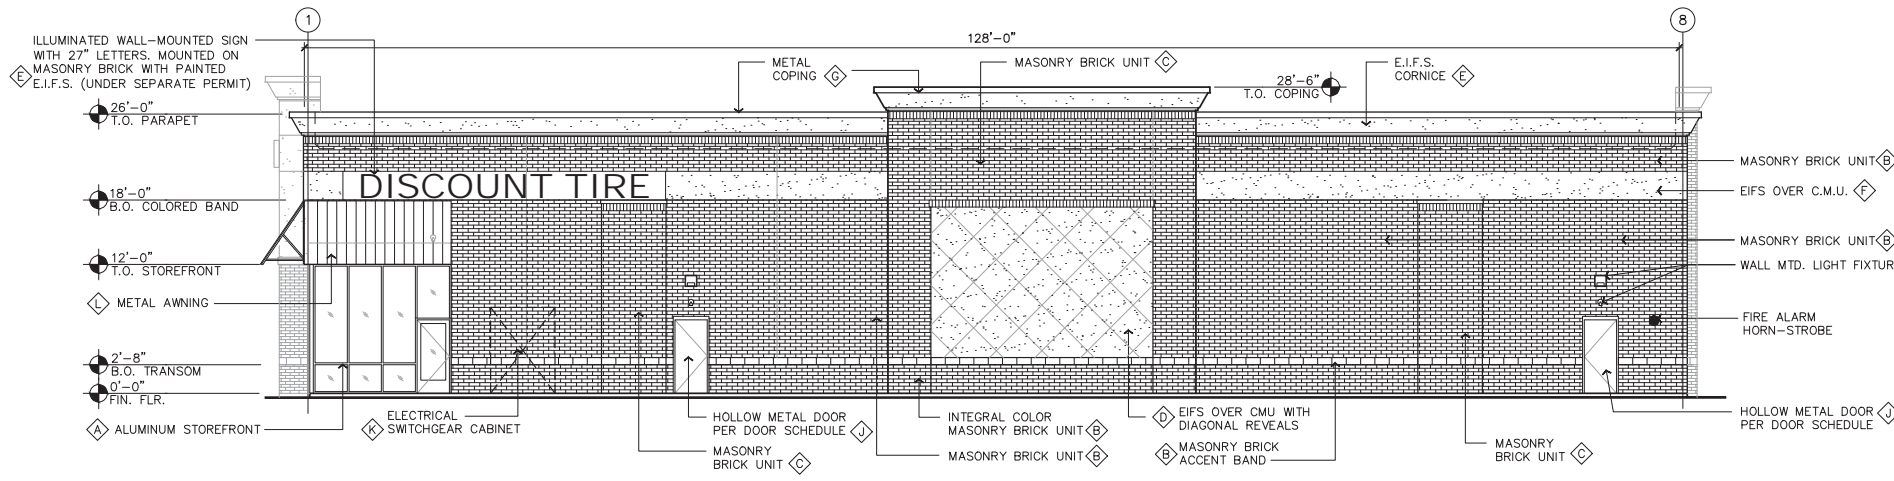 1
8
128'-0"
ILLUMINATED WALL-MOUNTED SIGN
WITH 27" LETTERS. MOUNTED ON
MASONRY BRICK WITH PAINTED
E.I.F.S. (UNDER SEPARATE PERMIT)
E
METAL
COPING G
MASONRY BRICK UNIT C
28'-6"
T.O. COPING
E.I.F.S.
CORNICE E
26'-0"
T.O. PARAPET
18'-0"
B.O. COLORED BAND
12'-0"
T.O. STOREFRONT
L METAL AWNING
2'-8"
B.O. TRANSOM
0'-0"
FIN. FLR.
A ALUMINUM STOREFRONT
DISCOUNT TIRE
MASONRY BRICK UNIT B
EIFS OVER C.M.U. F
MASONRY BRICK UNIT B
WALL MTD. LIGHT FIXTUR
FIRE ALARM
HORN-STROBE
HOLLOW METAL DOOR
PER DOOR SCHEDULE J
K ELECTRICAL
SWITCHGEAR CABINET
HOLLOW METAL DOOR
PER DOOR SCHEDULE J
MASONRY
BRICK UNIT C
INTEGRAL COLOR
MASONRY BRICK UNIT B
MASONRY BRICK UNIT B
D EIFS OVER CMU WITH
DIAGONAL REVEALS
B MASONRY BRICK
ACCENT BAND
MASONRY
BRICK UNIT C